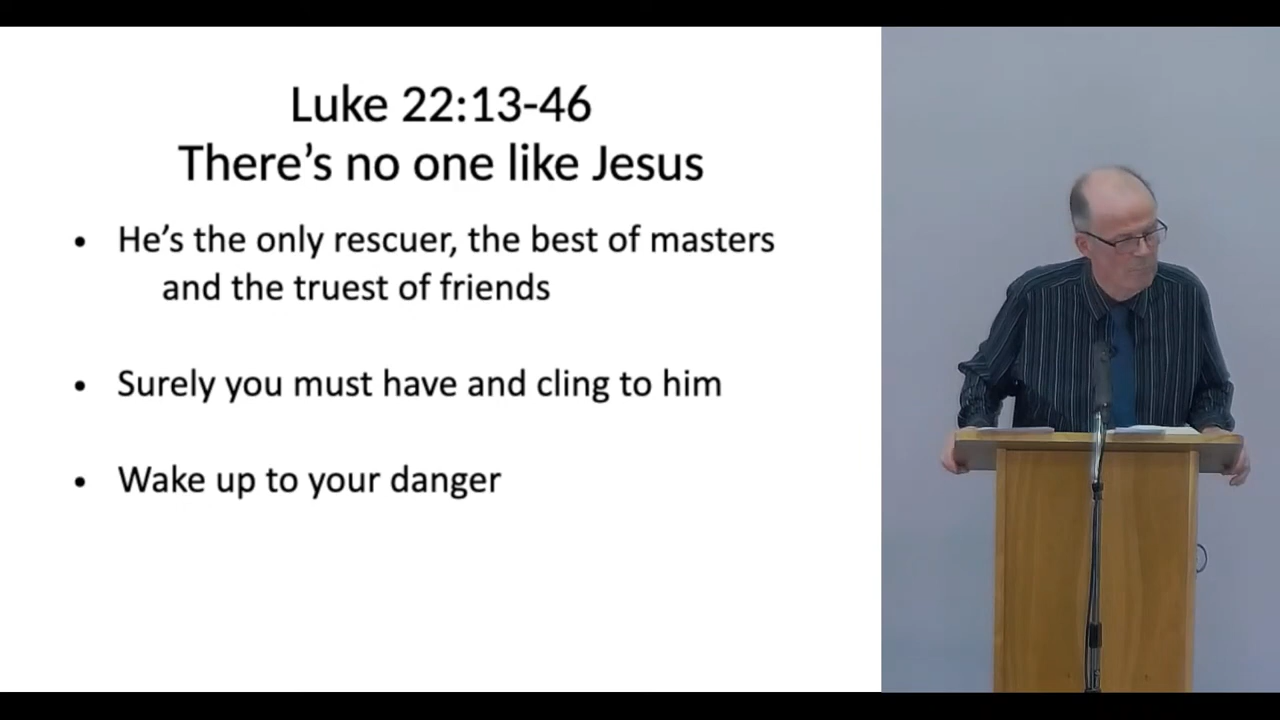 Luke 22:13-46
There’s no one like Jesus
• He’s the only rescuer, the best of masters
and the truest of friends
• Surely you must have and cling to him
• Wake up to your danger